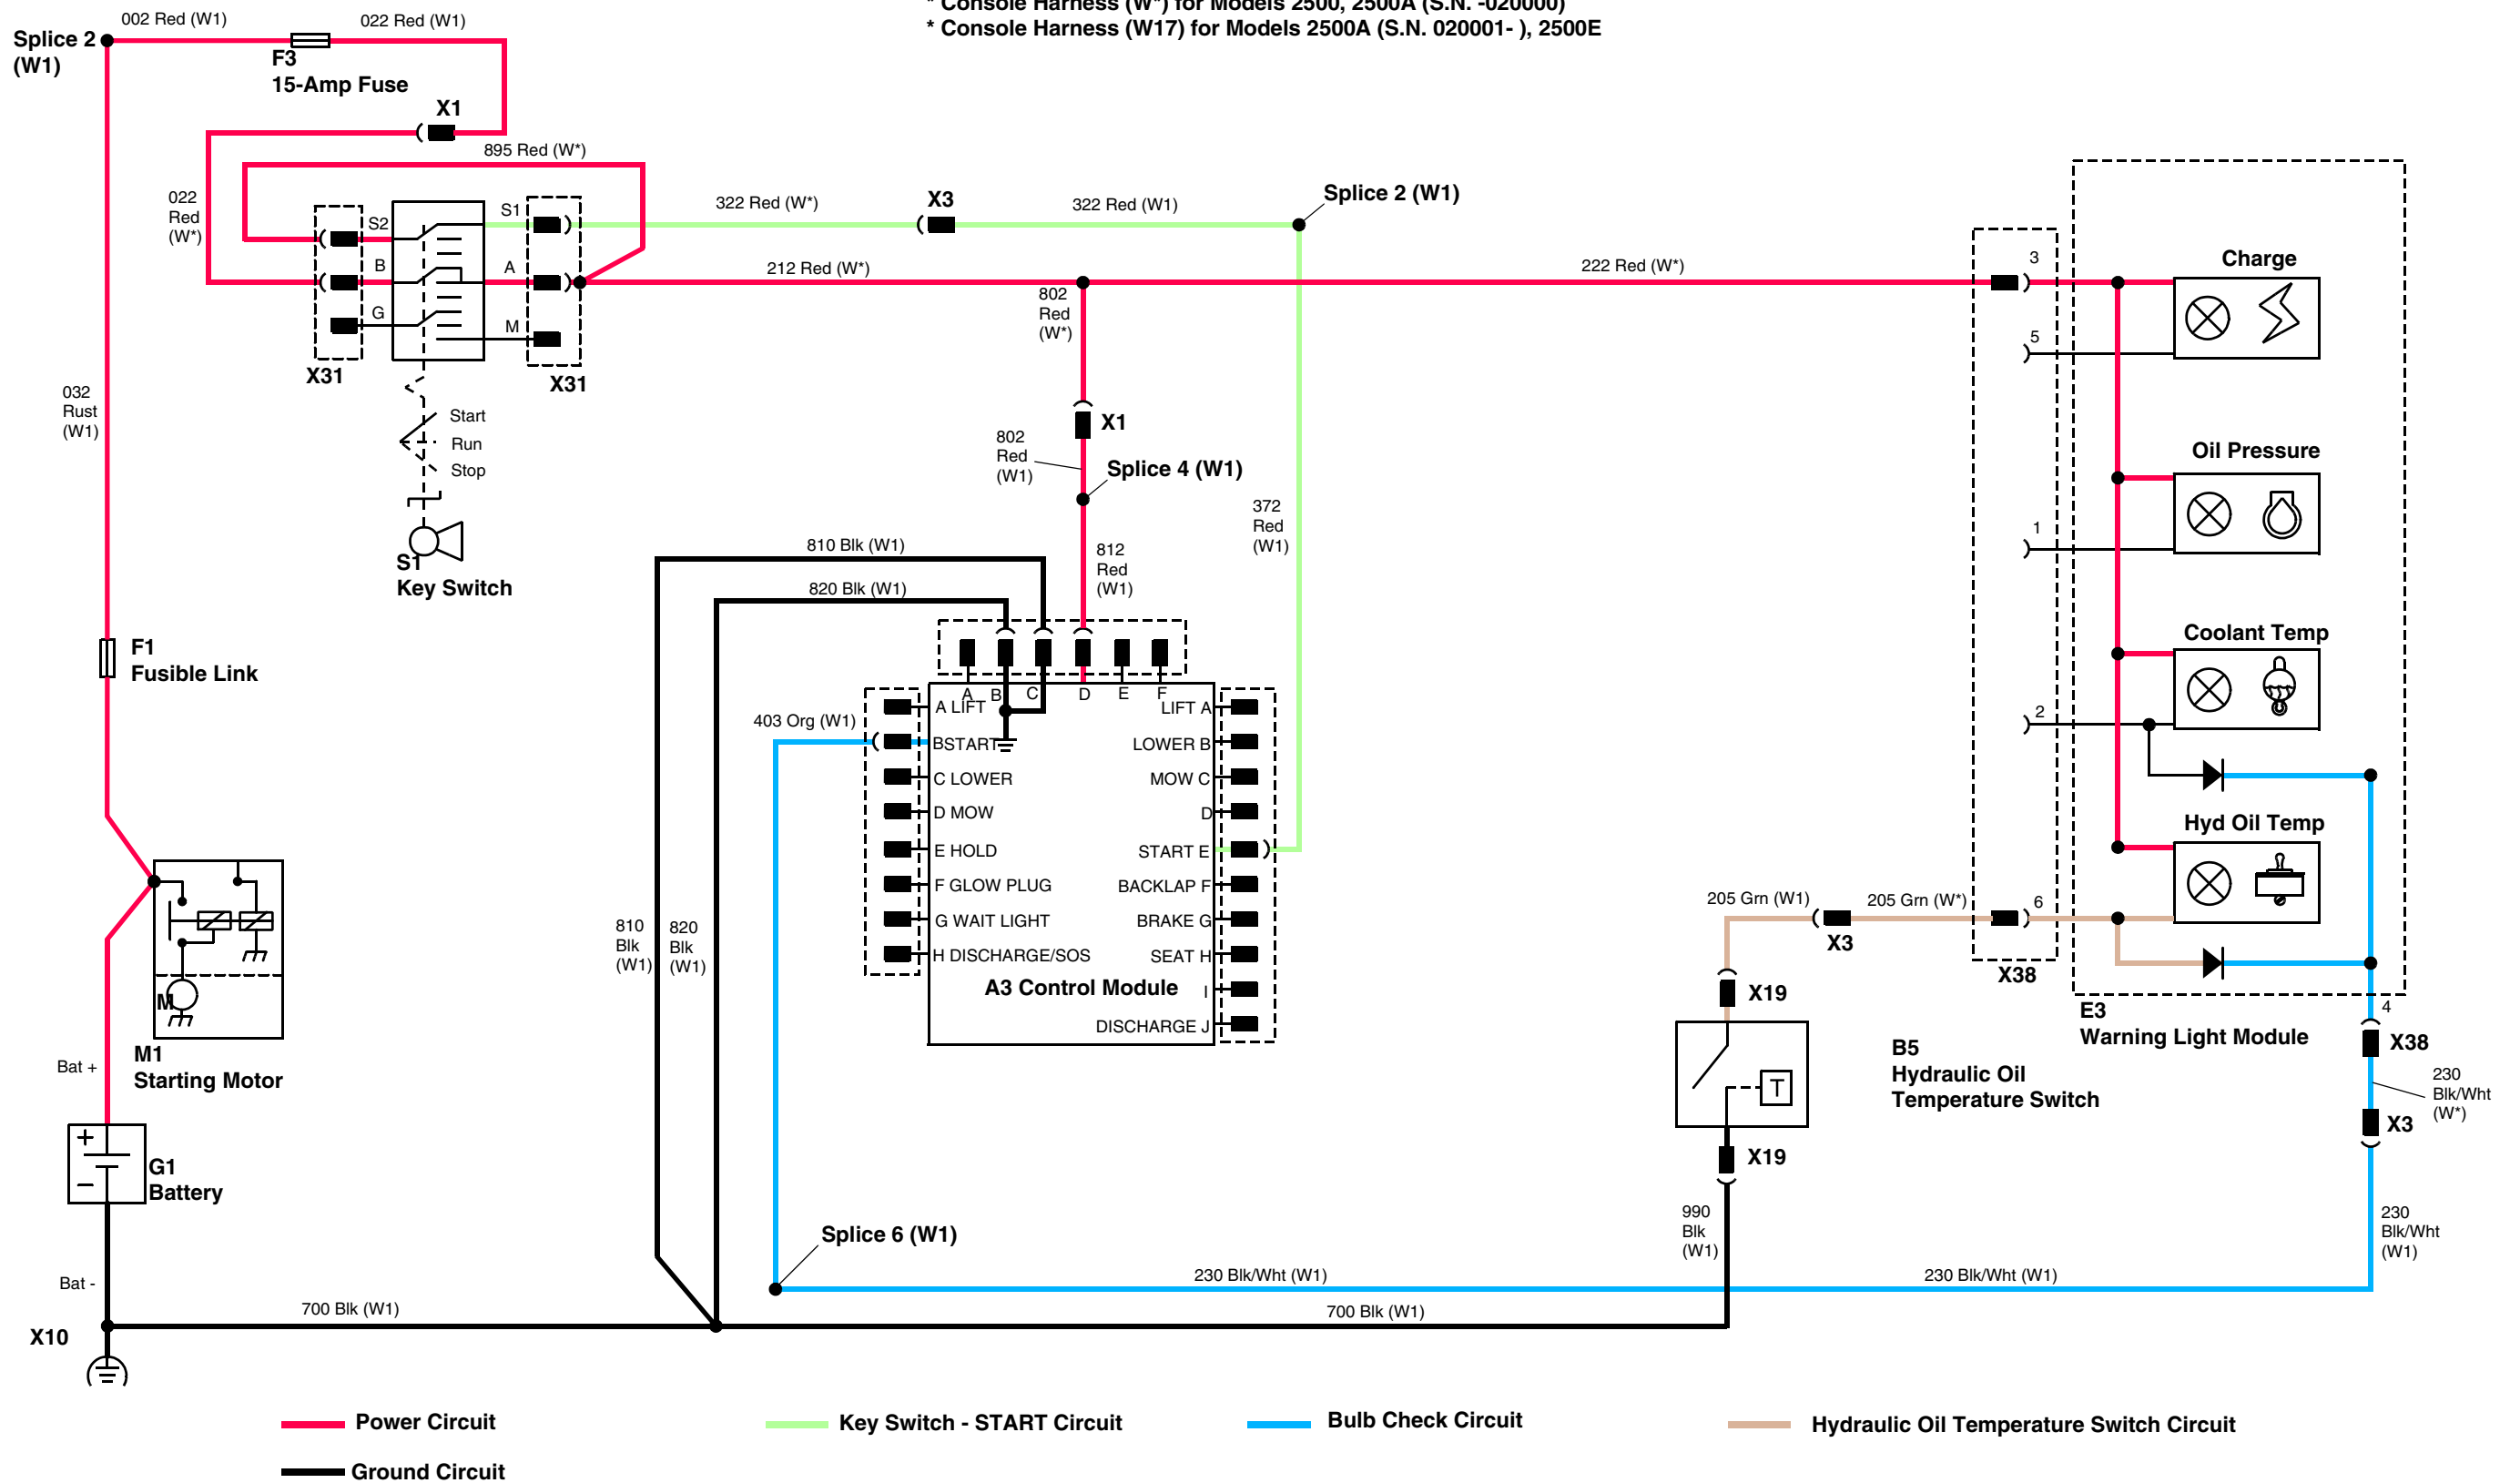 * Console Harness (W*) for Models 2500, 2500A (S.N. -020000)
* Console Harness (W17) for Models 2500A (S.N. 020001- ), 2500E
002 Red (W1)
022 Red (W1)
Splice 2
(W1)
F3
15-Amp Fuse
X1
895 Red (W*)
022
Red
(W*)
S2
B
G
S1
A
M
X31
X31
322 Red (W*)
X3
322 Red (W1)
Splice 2 (W1)
212 Red (W*)
222 Red (W*)
802
Red
(W*)
X1
802
Red
(W1)
Splice 4 (W1)
812
Red
(W1)
372
Red
(W1)
Start
Run
Stop
S1
Key Switch
032
Rust
(W1)
F1
Fusible Link
810 Blk (W1)
820 Blk (W1)
A
B
C
D
E
F
403 Org (W1)
A LIFT
BSTART
C LOWER
D MOW
E HOLD
F GLOW PLUG
G WAIT LIGHT
H DISCHARGE/SOS
LIFT A
LOWER B
MOW C
D
START E
BACKLAP F
BRAKE G
SEAT H
I
DISCHARGE J
A3 Control Module
810
Blk
(W1)
820
Blk
(W1)
M
M1
Starting Motor
Bat +
+
−
G1
Battery
Bat -
X10
700 Blk (W1)
Splice 6 (W1)
230 Blk/Wht (W1)
230 Blk/Wht (W1)
700 Blk (W1)
3
5
1
2
6
4
Charge
Oil Pressure
Coolant Temp
Hyd Oil Temp
205 Grn (W1)
205 Grn (W*)
X3
X38
X19
T
X19
B5
Hydraulic Oil
Temperature Switch
990
Blk
(W1)
E3
Warning Light Module
X38
230
Blk/Wht
(W*)
X3
230
Blk/Wht
(W1)
Power Circuit
Key Switch - START Circuit
Bulb Check Circuit
Hydraulic Oil Temperature Switch Circuit
Ground Circuit